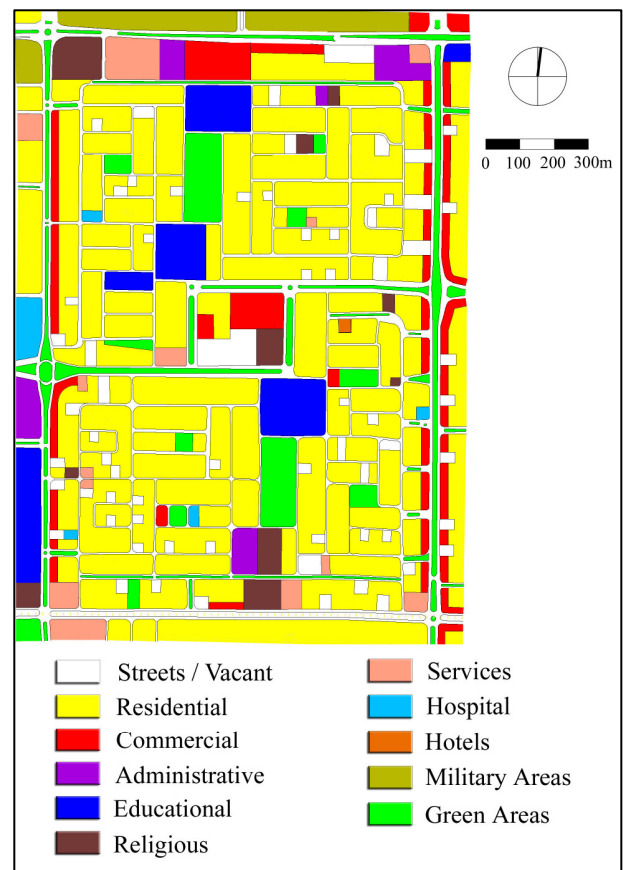 0 100 200 300m
Streets / Vacant
Residential
Commercial
Administrative
Educational
Religious
Services
Hospital
Hotels
Military Areas
Green Areas